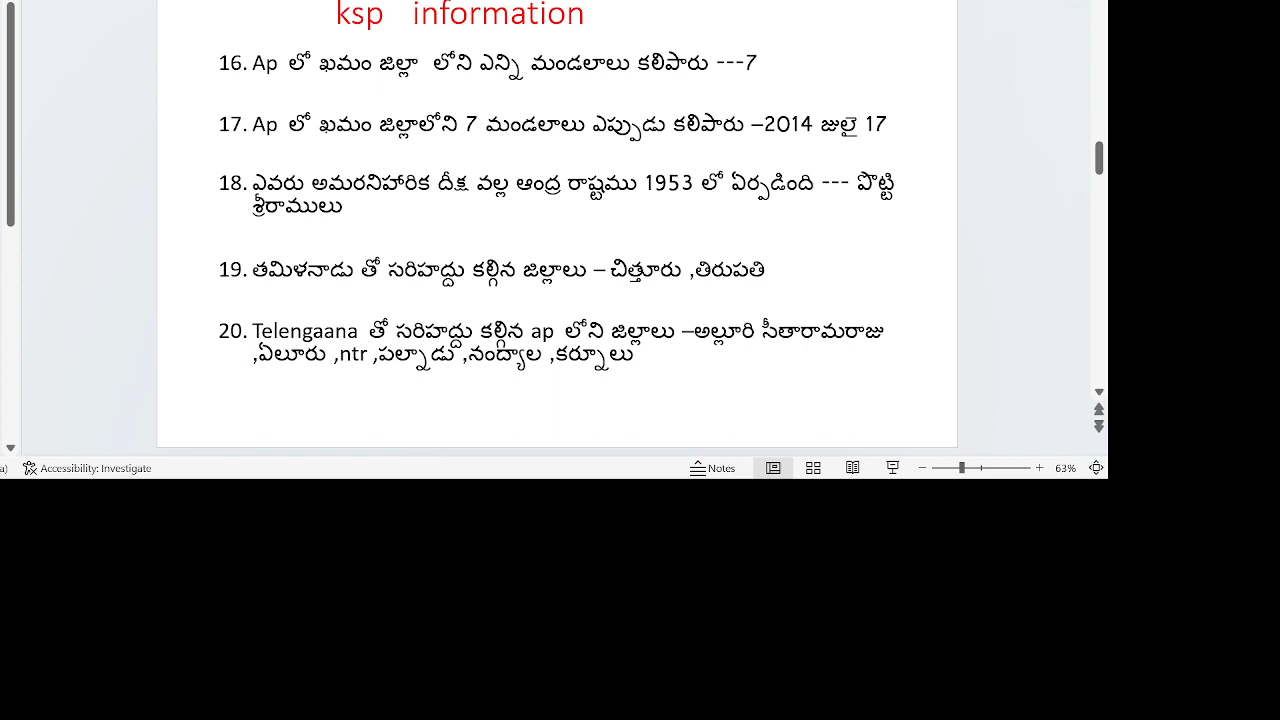 ksp information
16. Ap లో ఖమం జిల్లా లోని ఎన్ని మండలాలు కలిపారు ---7
17. Ap లో ఖమం జిల్లాలోని 7 మండలాలు ఎప్పుడు కలిపారు –2014 జులై 17
18. ఎవరు అమరనిహారిక దీక్ష వల్ల ఆంద్ర రాష్టము 1953 లో ఏర్పడింది --- పొట్టి
శ్రీరాములు
19. తమిళనాడు తో సరిహద్దు కల్గిన జిల్లాలు – చిత్తూరు ,తిరుపతి
20. Telengaana తో సరిహద్దు కల్గిన ap లోని జిల్లాలు –అల్లూరి సీతారామరాజు
,ఏలూరు ,ntr ,పల్నాడు ,నంద్యాల ,కర్నూలు
a) Accessibility: Investigate Notes 63%